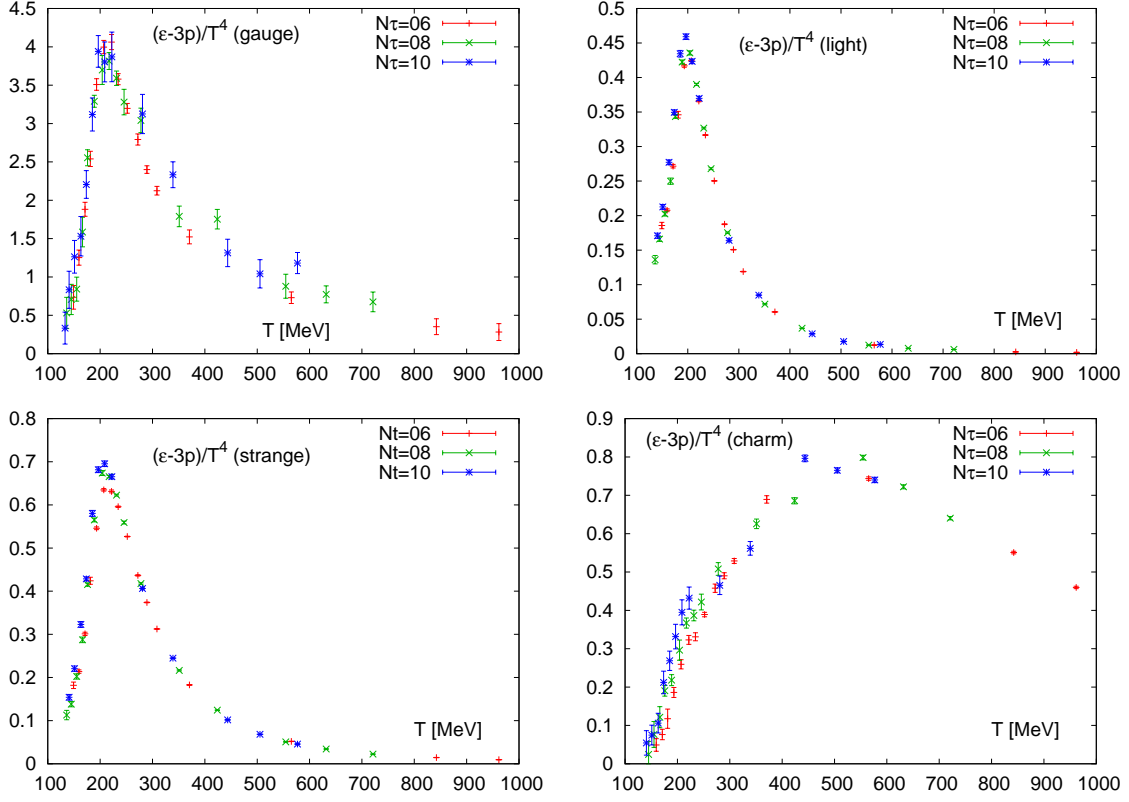 (ε-3p)/T⁴ (gauge)
Nτ=06
Nτ=08
Nτ=10
T [MeV]
4.5
4
3.5
3
2.5
2
1.5
1
0.5
0
100 200 300 400 500 600 700 800 900 1000
(ε-3p)/T⁴ (light)
Nτ=06
Nτ=08
Nτ=10
T [MeV]
0.5
0.45
0.4
0.35
0.3
0.25
0.2
0.15
0.1
0.05
0
100 200 300 400 500 600 700 800 900 1000
(ε-3p)/T⁴ (strange)
Nt=06
Nt=08
Nt=10
T [MeV]
0.8
0.7
0.6
0.5
0.4
0.3
0.2
0.1
0
100 200 300 400 500 600 700 800 900 1000
(ε-3p)/T⁴ (charm)
Nτ=06
Nτ=08
Nτ=10
T [MeV]
0.9
0.8
0.7
0.6
0.5
0.4
0.3
0.2
0.1
0
100 200 300 400 500 600 700 800 900 1000